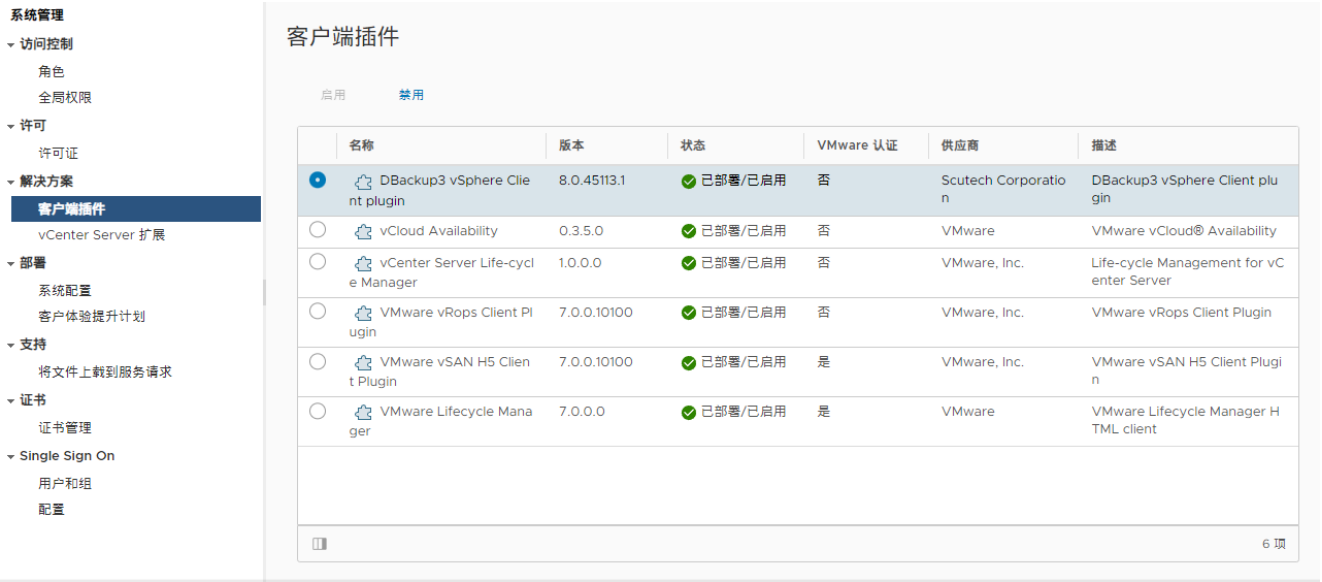 系统管理
访问控制
角色
全局权限
许可
许可证
解决方案
客户端插件
vCenter Server 扩展
部署
系统配置
客户体验提升计划
支持
将文件上载到服务请求
证书
证书管理
Single Sign On
用户和组
配置
客户端插件
启用 禁用
名称 版本 状态 VMware 认证 供应商 描述
DBackup3 vSphere Clie 8.0.45113.1 已部署/已启用 否 Scutech Corporatio DBackup3 vSphere Client plu
nt plugin n gin
vCloud Availability 0.3.5.0 已部署/已启用 否 VMware VMware vCloud® Availability
vCenter Server Life-cycl 1.0.0.0 已部署/已启用 否 VMware, Inc. Life-cycle Management for vC
e Manager enter Server
VMware vRops Client Pl 7.0.0.10100 已部署/已启用 否 VMware, Inc. VMware vRops Client Plugin
ugin
VMware vSAN H5 Clien 7.0.0.10100 已部署/已启用 是 VMware, Inc. VMware vSAN H5 Client Plugi
t Plugin n
VMware Lifecycle Mana 7.0.0.0 已部署/已启用 是 VMware VMware Lifecycle Manager H
ger TML client
6 项